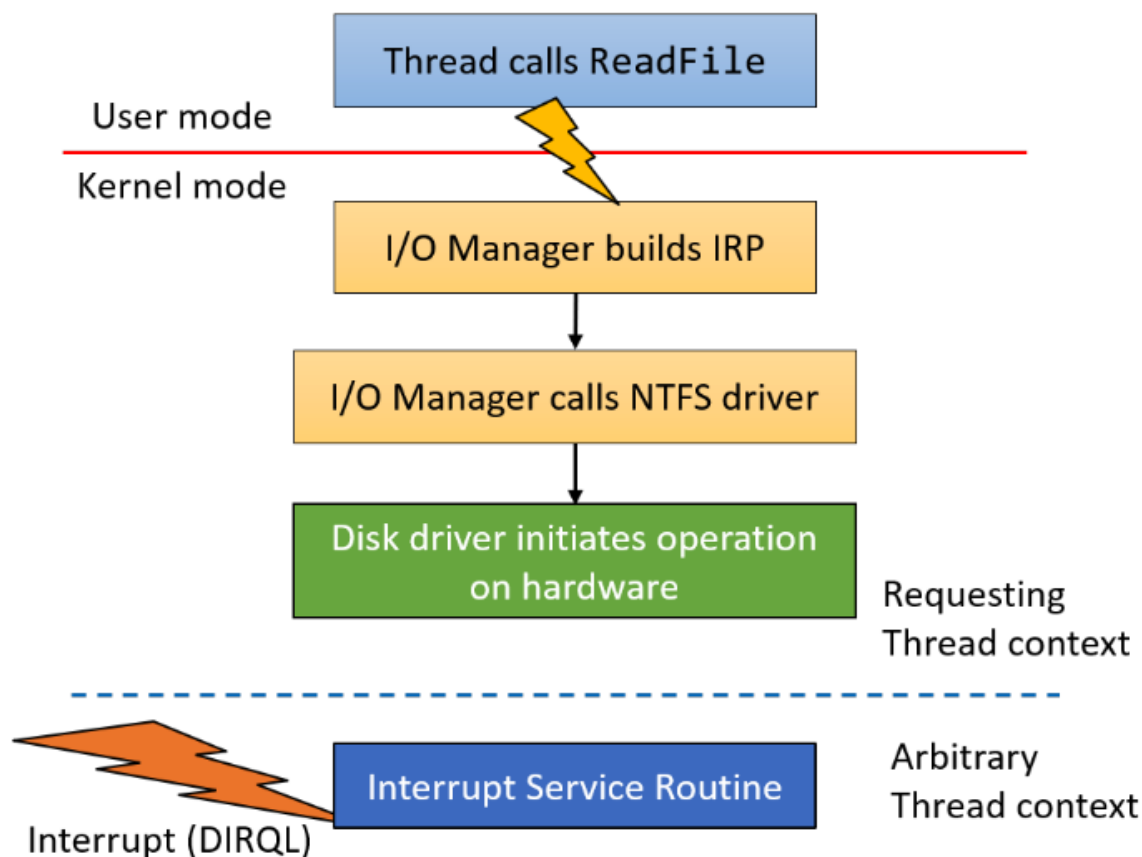 Thread calls ReadFile
User mode
Kernel mode
I/O Manager builds IRP
I/O Manager calls NTFS driver
Disk driver initiates operation
on hardware
Requesting
Thread context
Interrupt Service Routine
Arbitrary
Thread context
Interrupt (DIRQL)